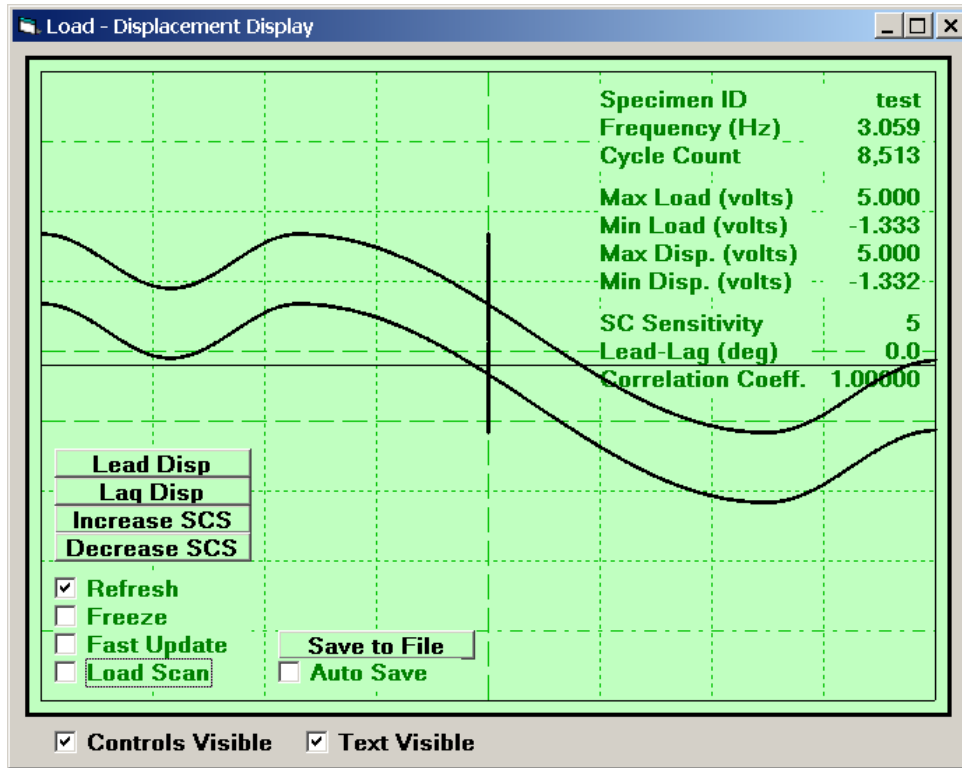 Load - Displacement Display
Specimen ID test
Frequency (Hz) 3.059
Cycle Count 8,513
Max Load (volts) 5.000
Min Load (volts) -1.333
Max Disp. (volts) 5.000
Min Disp. (volts) -1.332
SC Sensitivity 5
Lead-Lag (deg) 0.0
Correlation Coeff. 1.00000
Lead Disp
Lag Disp
Increase SCS
Decrease SCS
Refresh
Freeze
Fast Update
Save to File
Load Scan
Auto Save
Controls Visible
Text Visible